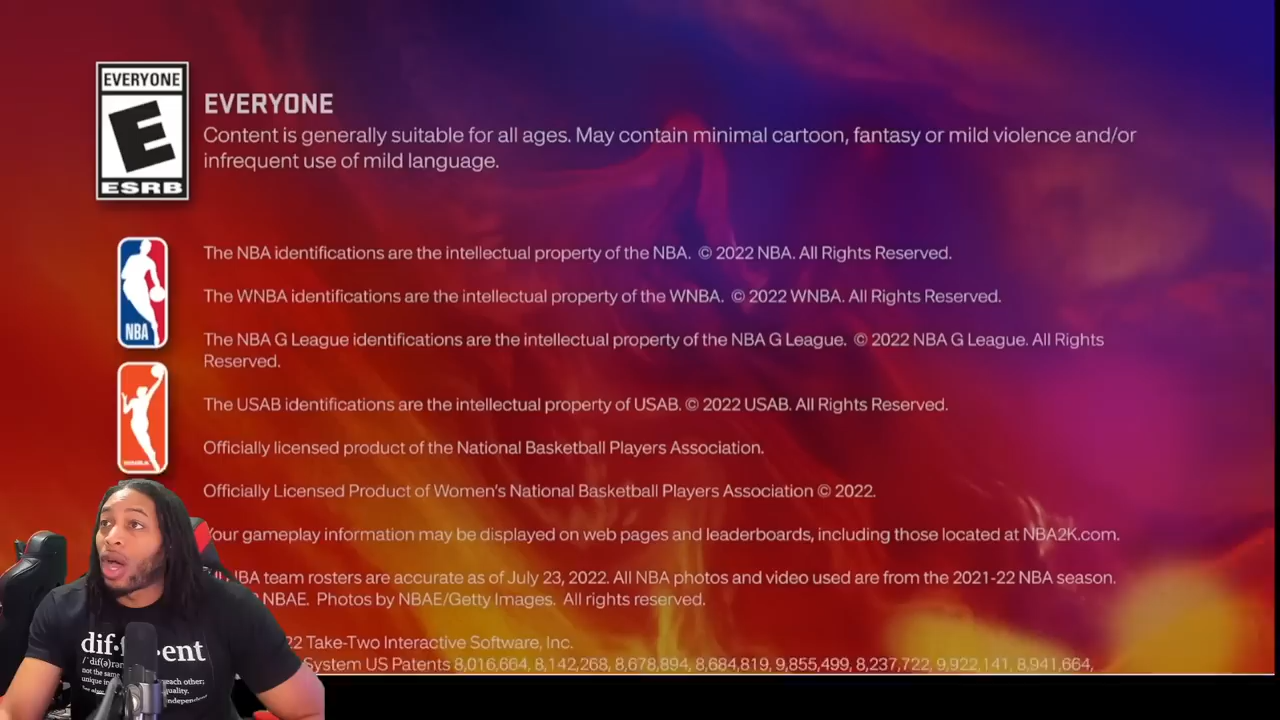 EVERYONE
E
ESRB
EVERYONE
Content is generally suitable for all ages. May contain minimal cartoon, fantasy or mild violence and/or
infrequent use of mild language.
NBA
The NBA identifications are the intellectual property of the NBA. © 2022 NBA. All Rights Reserved.
The WNBA identifications are the intellectual property of the WNBA. © 2022 WNBA. All Rights Reserved.
The NBA G League identifications are the intellectual property of the NBA G League. © 2022 NBA G League. All Rights
Reserved.
The USAB identifications are the intellectual property of USAB. © 2022 USAB. All Rights Reserved.
Officially licensed product of the National Basketball Players Association.
Officially Licensed Product of Women's National Basketball Players Association © 2022.
Your gameplay information may be displayed on web pages and leaderboards, including those located at NBA2K.com.
team rosters are accurate as of July 23, 2022. All NBA photos and video used are from the 2021-22 NBA season.
NBAE. Photos by NBAE/Getty Images. All rights reserved.
22 Take-Two Interactive Software, Inc.
System US Patents 8,016,664, 8,142,268, 8,678,894, 8,684,819, 9,855,499, 8,237,722, 9,922,141, 8,941,664,
not the same
each other;
unique in
quality.